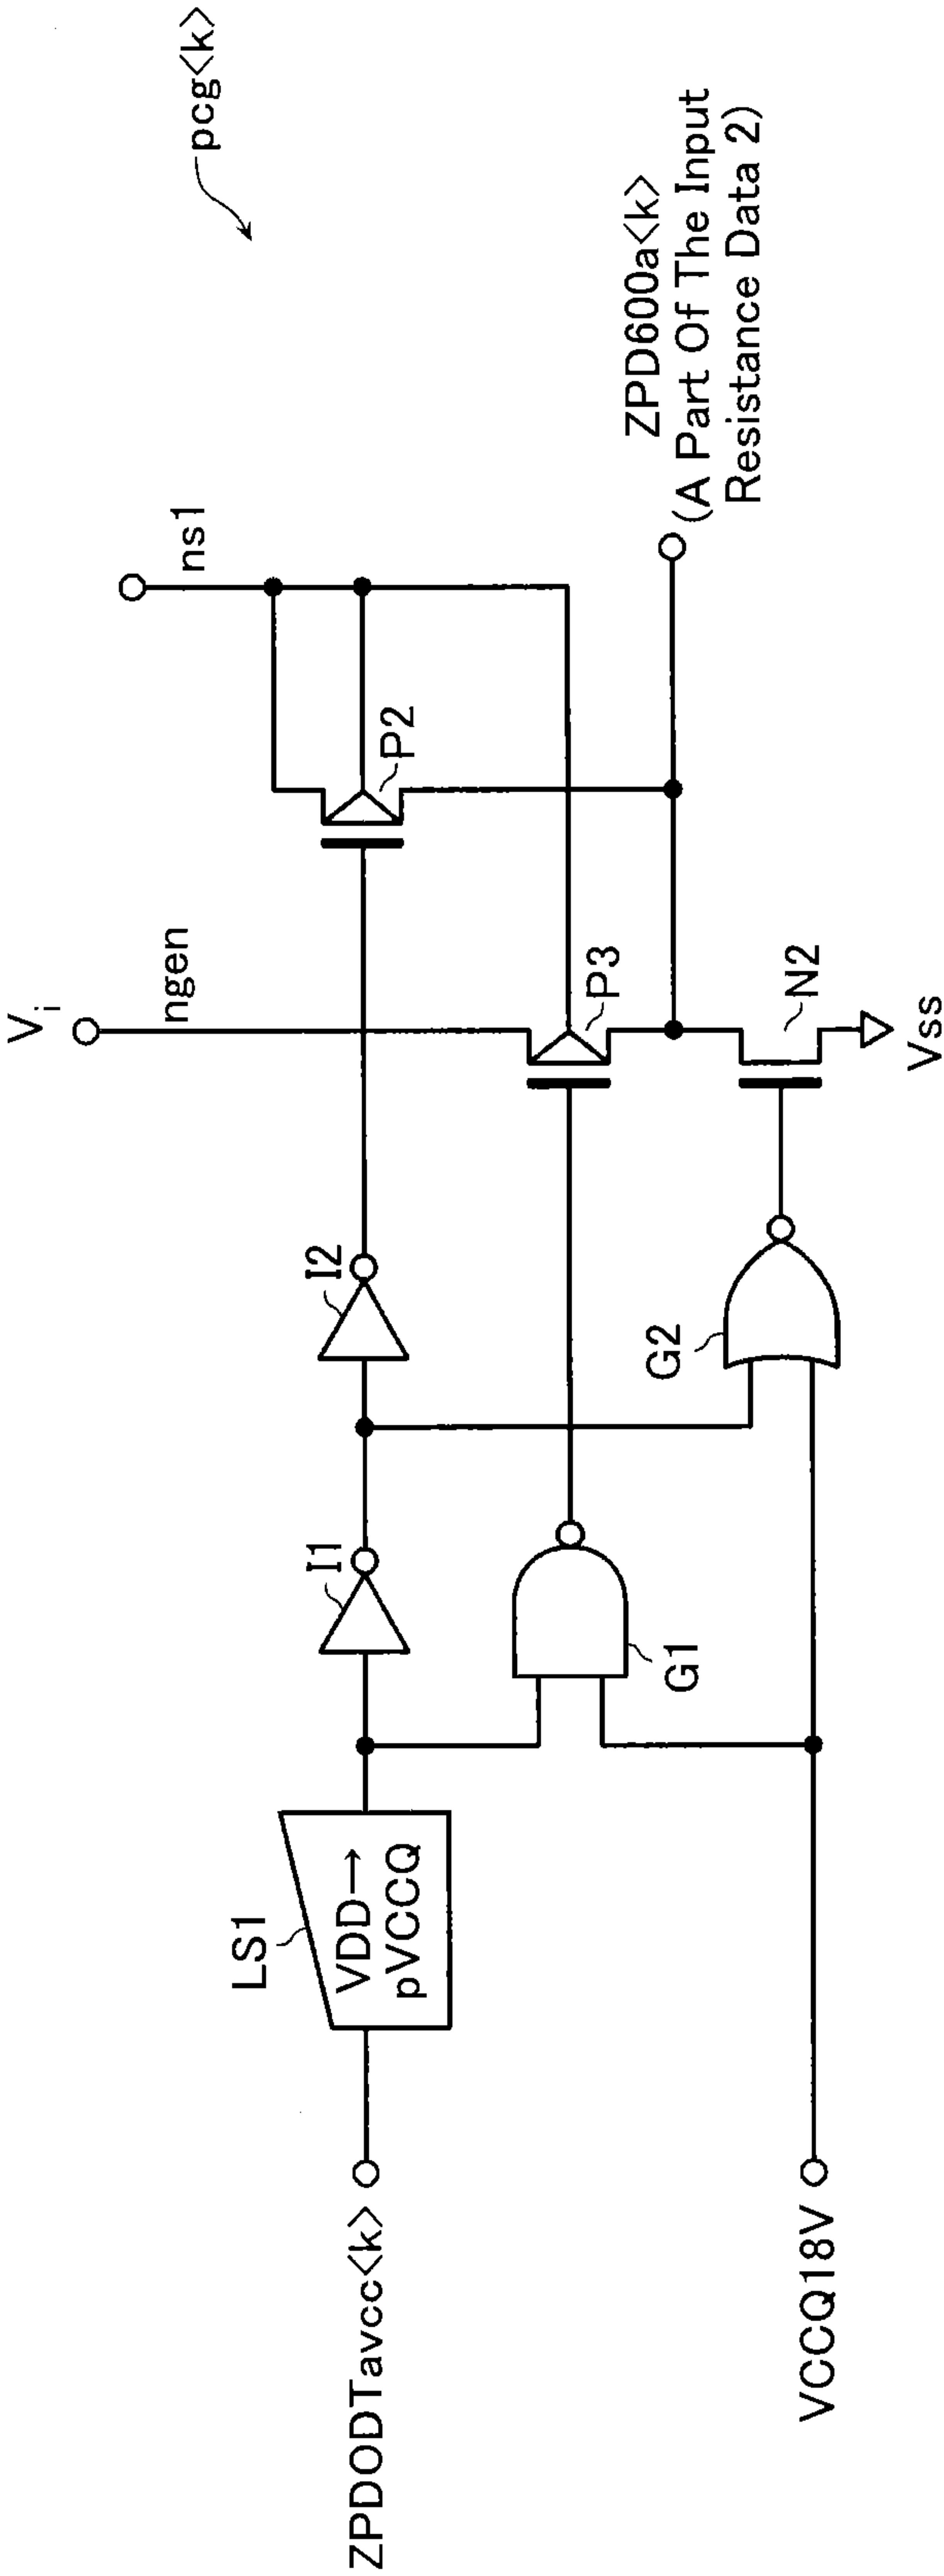 pcg<k>
Vi
ngen
ns1
LS1
VDD→
pVCCQ
I1
I2
P2
ZPDODTavcc<k>
G1
P3
G2
N2
Vss
VCCQ18V
ZPD600a<k>
(A Part Of The Input
Resistance Data 2)